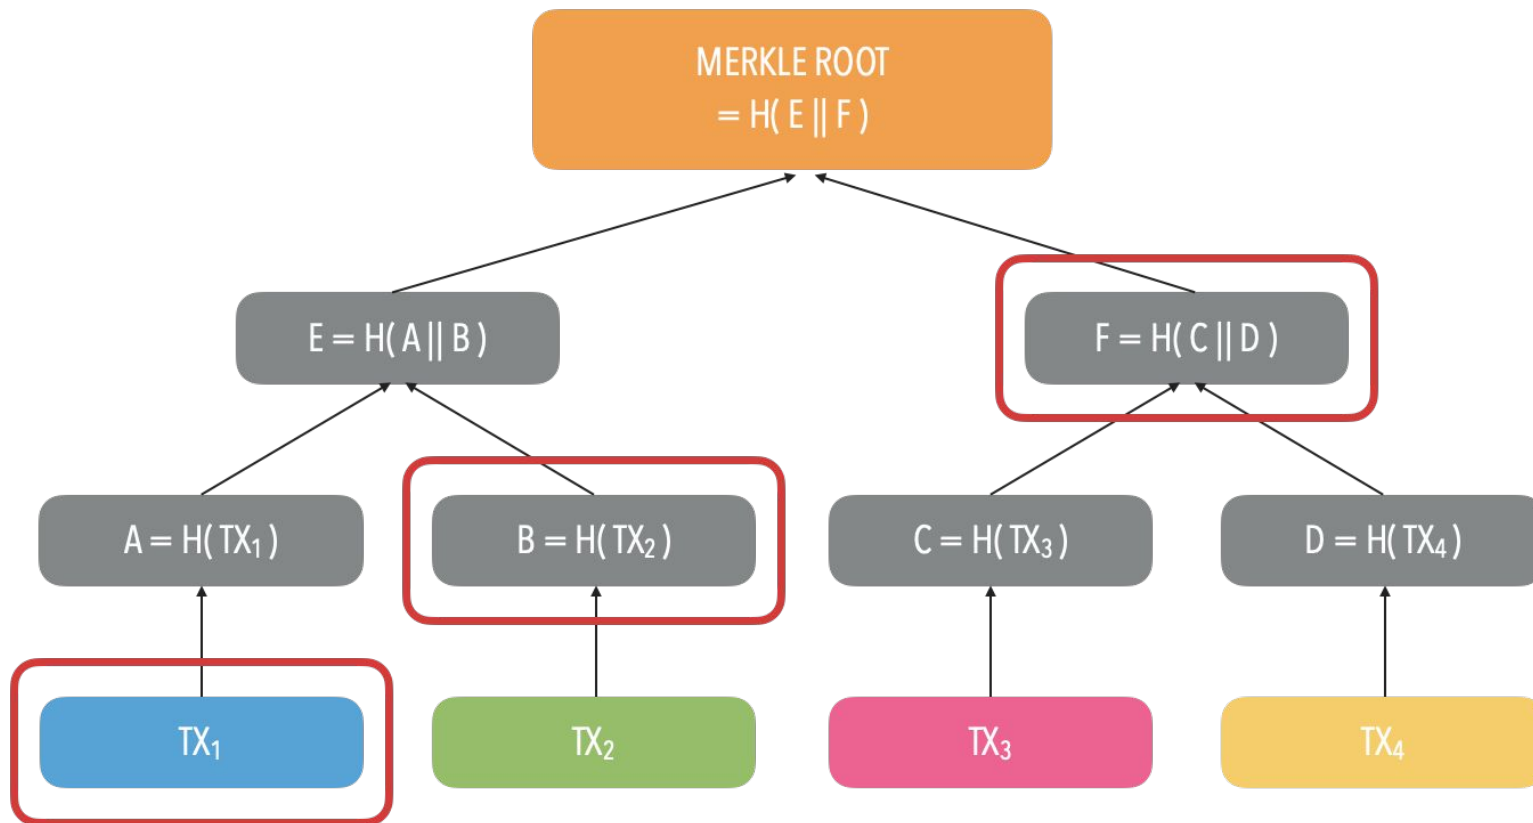 MERKLE ROOT
= H( E || F )
E = H( A || B )
F = H( C || D )
A = H( TX₁ )
B = H( TX₂ )
C = H( TX₃ )
D = H( TX₄ )
TX₁
TX₂
TX₃
TX₄